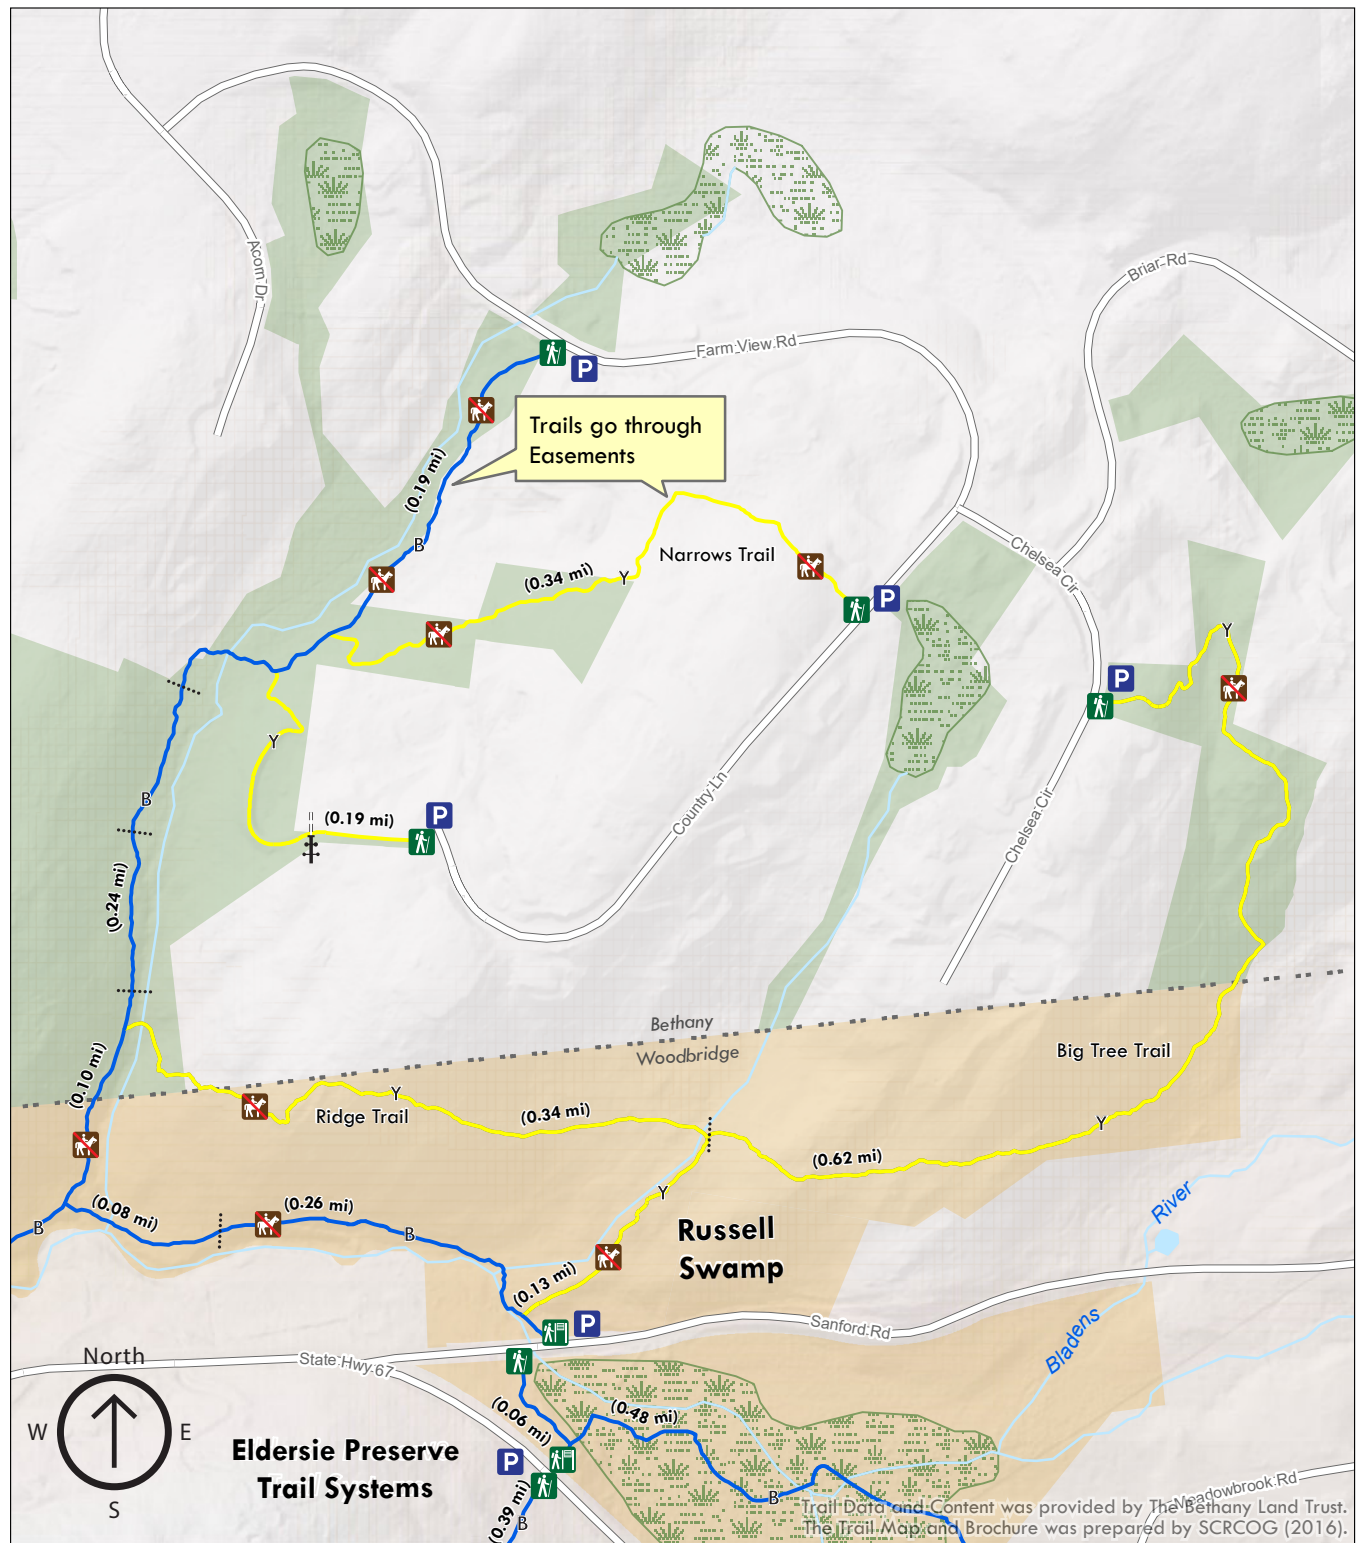 Acorn Dr
Briar Rd
Farm View Rd
P
Trails go through
Easements
(0.19 mi)
B
Narrows Trail
(0.34 mi)
Y
Chelsea Cir
P
Y
P
Y
B
(0.19 mi)
P
Country Ln
Chelsea Cir
(0.24 mi)
Bethany
Woodbridge
Big Tree Trail
(0.10 mi)
Y
Ridge Trail
(0.34 mi)
Y
(0.62 mi)
Y
River
(0.08 mi)
(0.26 mi)
B
B
Russell
Swamp
(0.13 mi)
P
Sanford Rd
Bladens
State Hwy 67
North
W
E
S
(0.06 mi)
(0.48 mi)
Eldersie Preserve
Trail Systems
P
B
(0.39 mi)
B
Meadowbrook Rd
Trail Data and Content was provided by The Bethany Land Trust.
The Trail Map and Brochure was prepared by SCRCOG (2016).